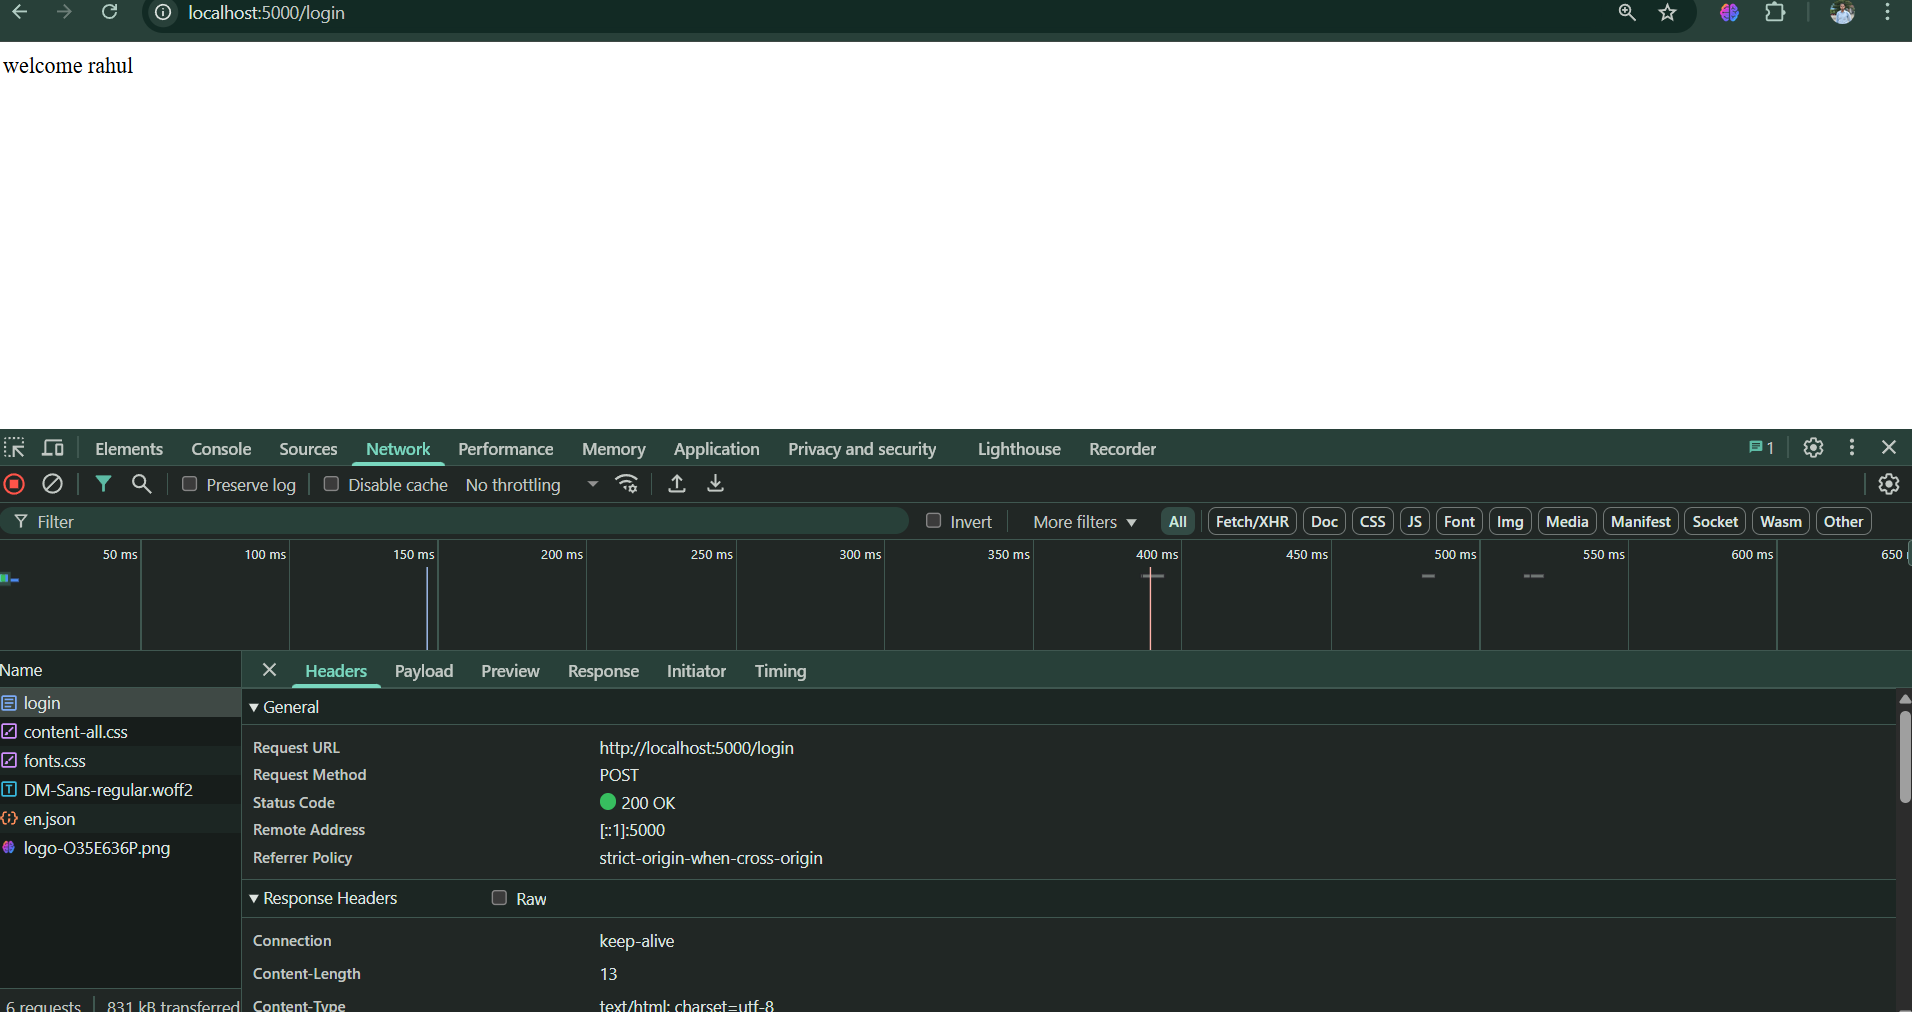 localhost:5000/login
welcome rahul
Elements Console Sources Network Performance Memory Application Privacy and security Lighthouse Recorder 1
Preserve log Disable cache No throttling
Filter Invert More filters All Fetch/XHR Doc CSS JS Font Img Media Manifest Socket Wasm Other
50 ms 100 ms 150 ms 200 ms 250 ms 300 ms 350 ms 400 ms 450 ms 500 ms 550 ms 600 ms 650
Name
login
content-all.css
fonts.css
DM-Sans-regular.woff2
en.json
logo-O35E636P.png
6 requests 831 kB transferred
Headers Payload Preview Response Initiator Timing
General
Request URL http://localhost:5000/login
Request Method POST
Status Code 200 OK
Remote Address [::1]:5000
Referrer Policy strict-origin-when-cross-origin
Response Headers Raw
Connection keep-alive
Content-Length 13
Content-Type text/html; charset=utf-8